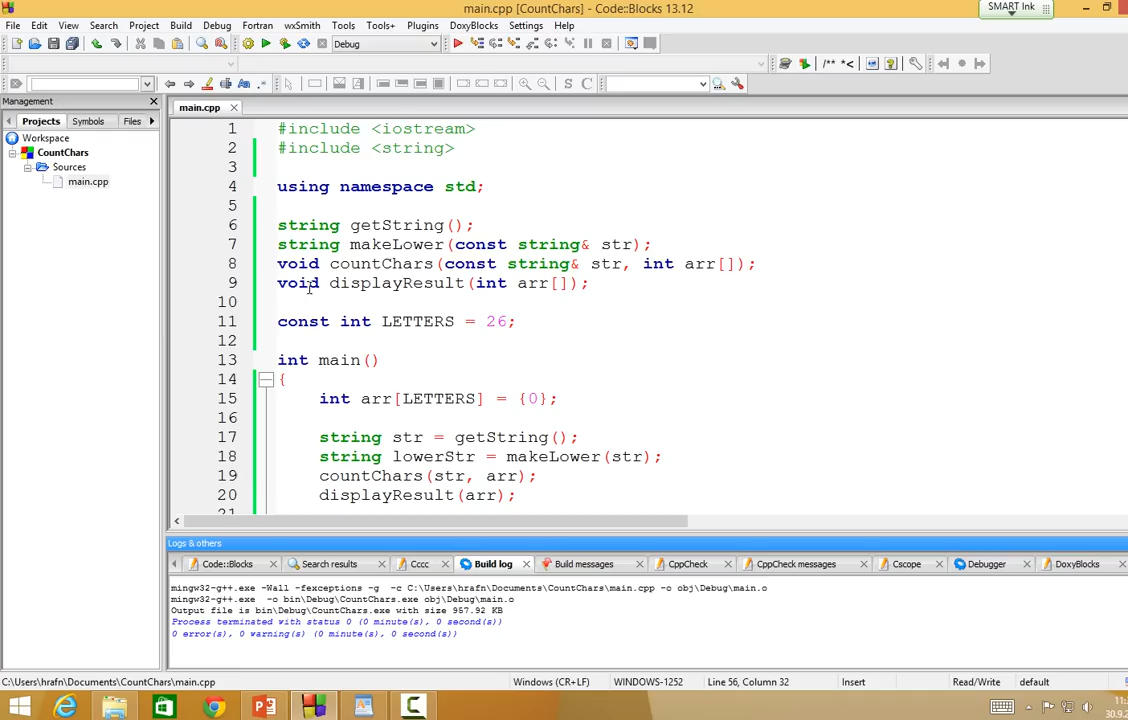 main.cpp [CountChars] - Code::Blocks 13.12
SMART Ink
File Edit View Search Project Build Debug Fortran wxSmith Tools Tools+ Plugins DoxyBlocks Settings Help
Debug
/** *<
S C
Management
main.cpp
Projects Symbols Files
Workspace
CountChars
Sources
main.cpp
1 #include <iostream>
2 #include <string>
3
4 using namespace std;
5
6 string getString();
7 string makeLower(const string& str);
8 void countChars(const string& str, int arr[]);
9 void displayResult(int arr[]);
10
11 const int LETTERS = 26;
12
13 int main()
14 {
15 int arr[LETTERS] = {0};
16
17 string str = getString();
18 string lowerStr = makeLower(str);
19 countChars(str, arr);
20 displayResult(arr);
21
Logs & others
Code::Blocks Search results Cccc Build log Build messages CppCheck CppCheck messages Cscope Debugger DoxyBlocks
mingw32-g++.exe -Wall -fexceptions -g -c C:\Users\hrafn\Documents\CountChars\main.cpp -o obj\Debug\main.o
mingw32-g++.exe -o bin\Debug\CountChars.exe obj\Debug\main.o
Output file is bin\Debug\CountChars.exe with size 957.92 KB
Process terminated with status 0 (0 minute(s), 0 second(s))
0 error(s), 0 warning(s) (0 minute(s), 0 second(s))
C:\Users\hrafn\Documents\CountChars\main.cpp Windows (CR+LF) WINDOWS-1252 Line 56, Column 32 Insert Read/Write default